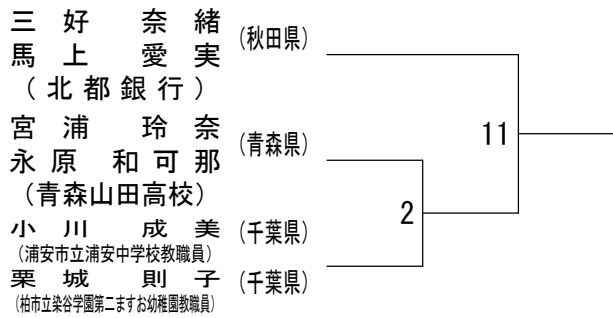 三好 奈緒 (秋田県)
馬上 愛実
(北都銀行)
宮浦 玲奈 (青森県)
永原 和可那
(青森山田高校)
小川 成美 (千葉県)
(浦安市立浦安中学校教職員)
栗城 則子 (千葉県)
(柏市立染谷学園第二ますお幼稚園教職員)
11
2